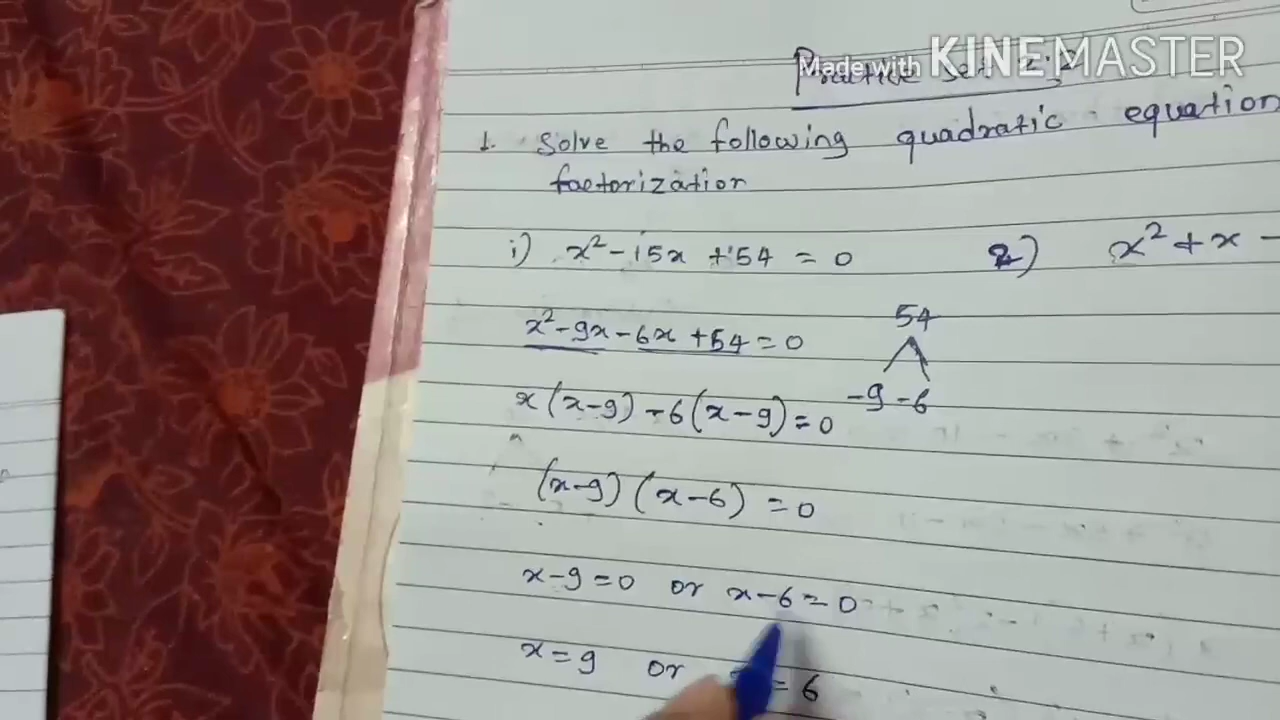 Made with KINEMASTER
Practice set
1. Solve the following quadratic equation
factorization
i) x² - 15x + 54 = 0 2) x² + x -
x² - 9x - 6x + 54 = 0 54
x(x-9) - 6(x-9) = 0 -9 -6
(x-9) (x-6) = 0
x-9=0 or x-6=0
x = 9 or = 6